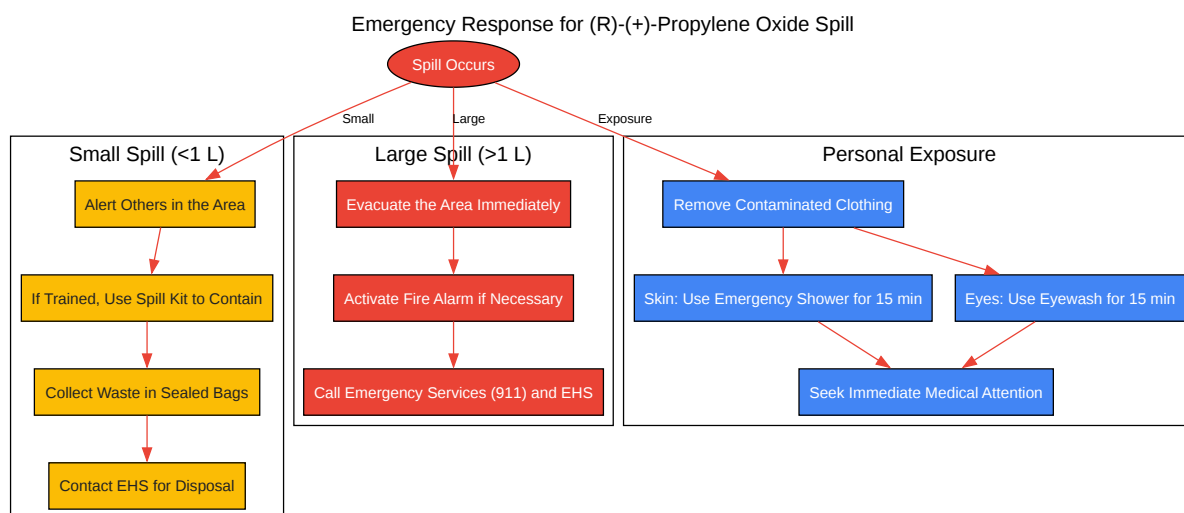 Emergency Response for (R)-(+)-Propylene Oxide Spill
Spill Occurs
Small
Large
Exposure
Small Spill (<1 L)
Alert Others in the Area
If Trained, Use Spill Kit to Contain
Collect Waste in Sealed Bags
Contact EHS for Disposal
Large Spill (>1 L)
Evacuate the Area Immediately
Activate Fire Alarm if Necessary
Call Emergency Services (911) and EHS
Personal Exposure
Remove Contaminated Clothing
Skin: Use Emergency Shower for 15 min
Eyes: Use Eyewash for 15 min
Seek Immediate Medical Attention